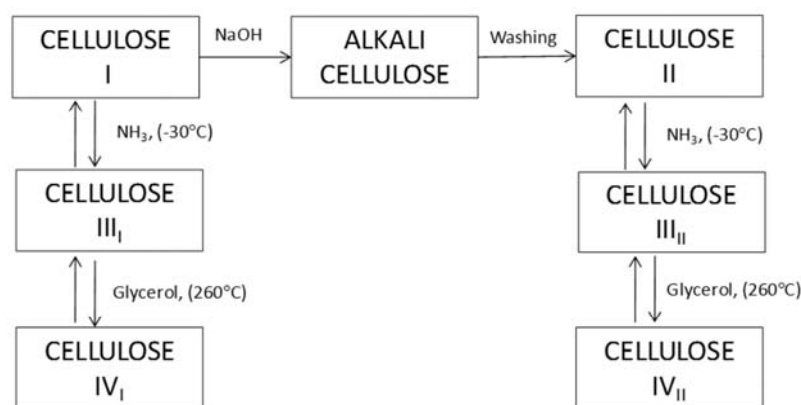 CELLULOSE
I
NaOH
ALKALI
CELLULOSE
Washing
CELLULOSE
II
NH₃, (-30°C)
NH₃, (-30°C)
CELLULOSE
IIIᵢ
CELLULOSE
IIIᵢᵢ
Glycerol, (260°C)
Glycerol, (260°C)
CELLULOSE
IVᵢ
CELLULOSE
IVᵢᵢ